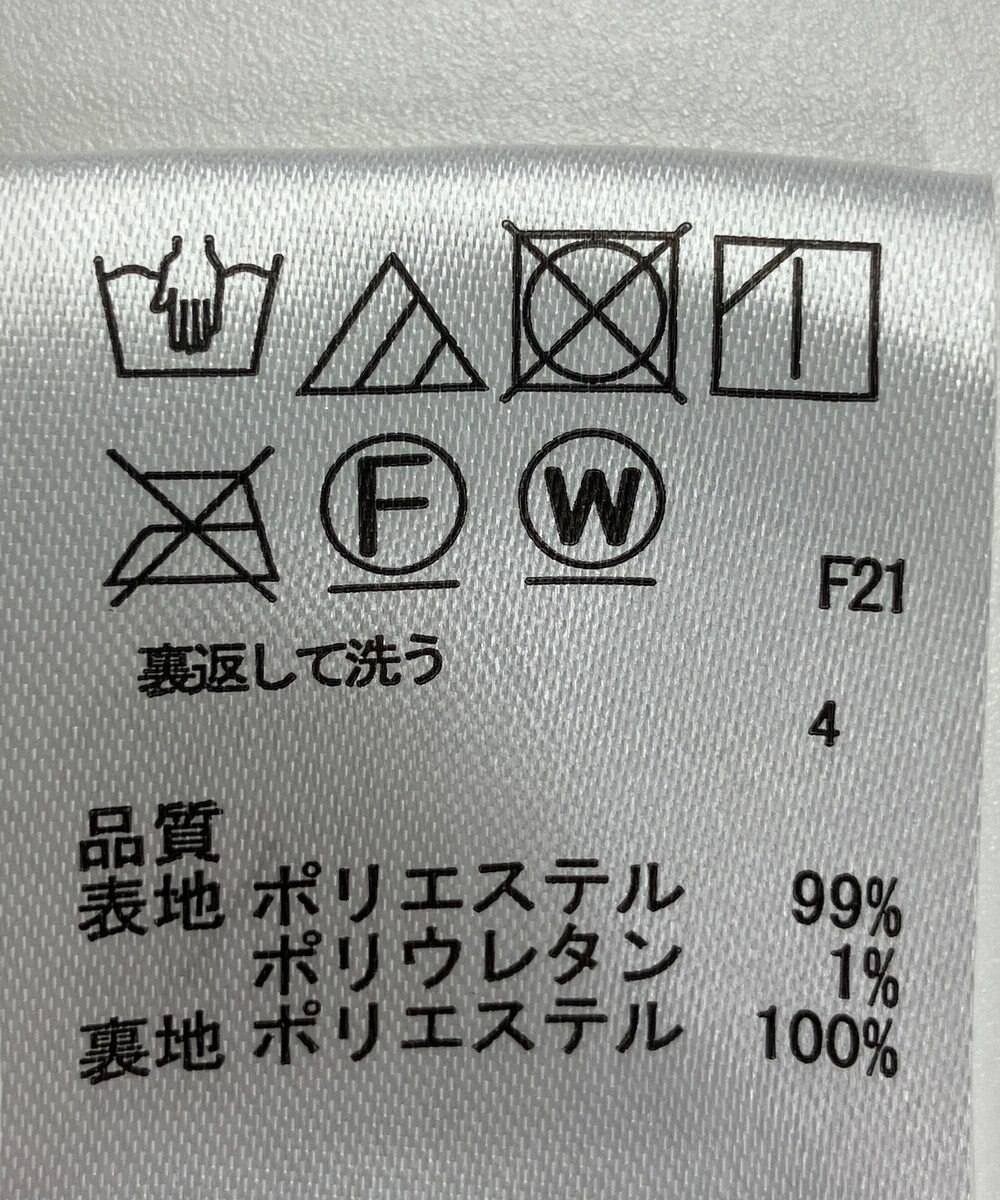 F W
F21
裏返して洗う
4
品質
表地 ポリエステル 99%
ポリウレタン 1%
裏地 ポリエステル 100%